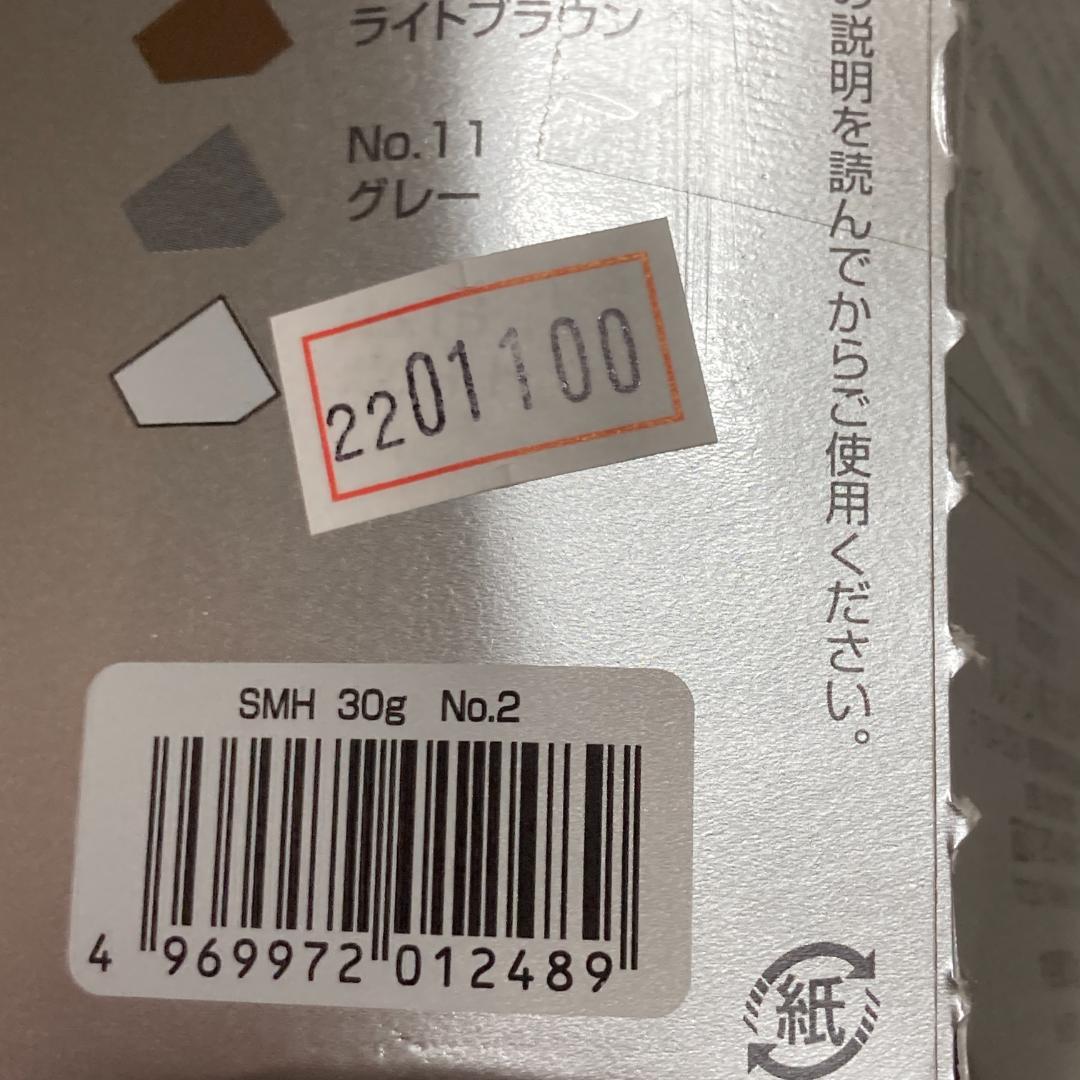 ライトブラウン
No.11
グレー
2201100
説明を読んでからご使用ください。
SMH 30g No.2
4 969972 012489
紙